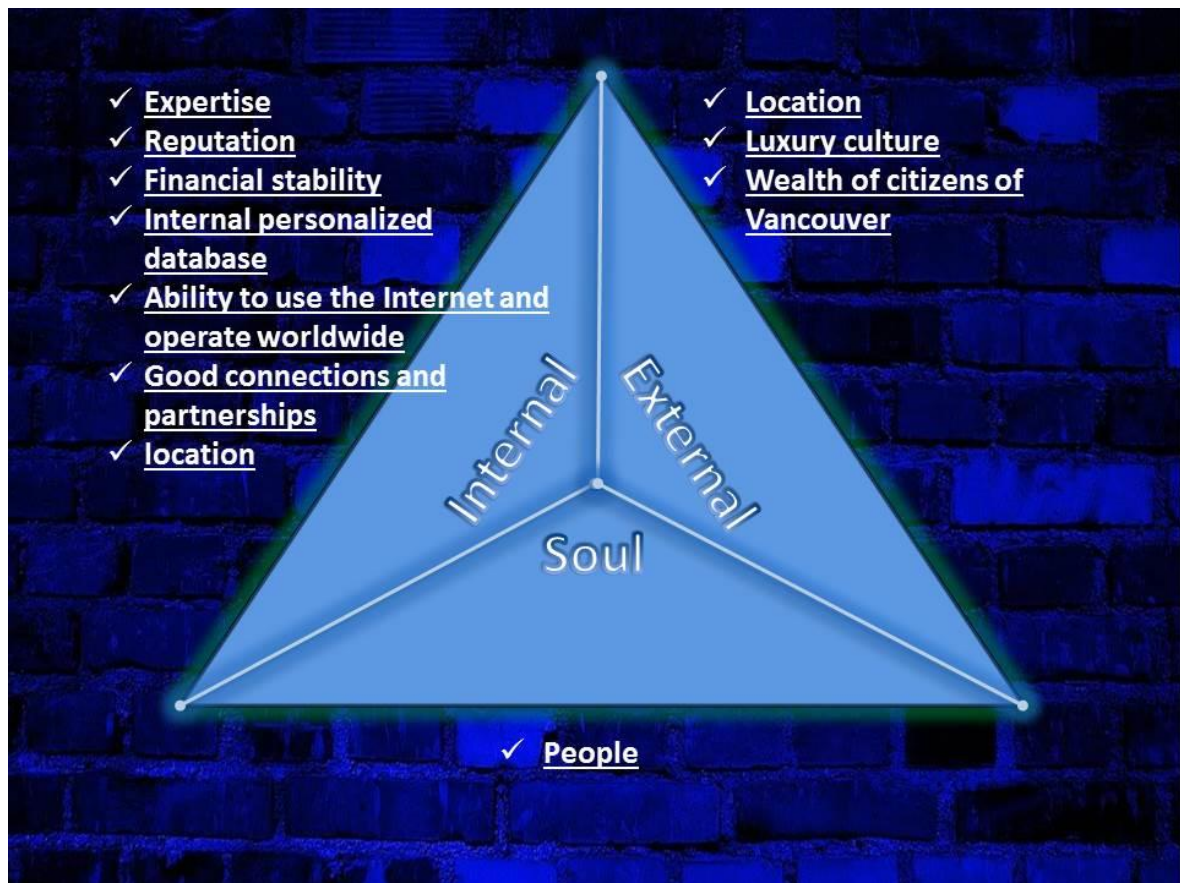 ✓ Expertise
✓ Reputation
✓ Financial stability
✓ Internal personalized
database
✓ Ability to use the Internet and
operate worldwide
✓ Good connections and
partnerships
✓ location
✓ Location
✓ Luxury culture
✓ Wealth of citizens of
Vancouver
Internal
External
Soul
✓ People